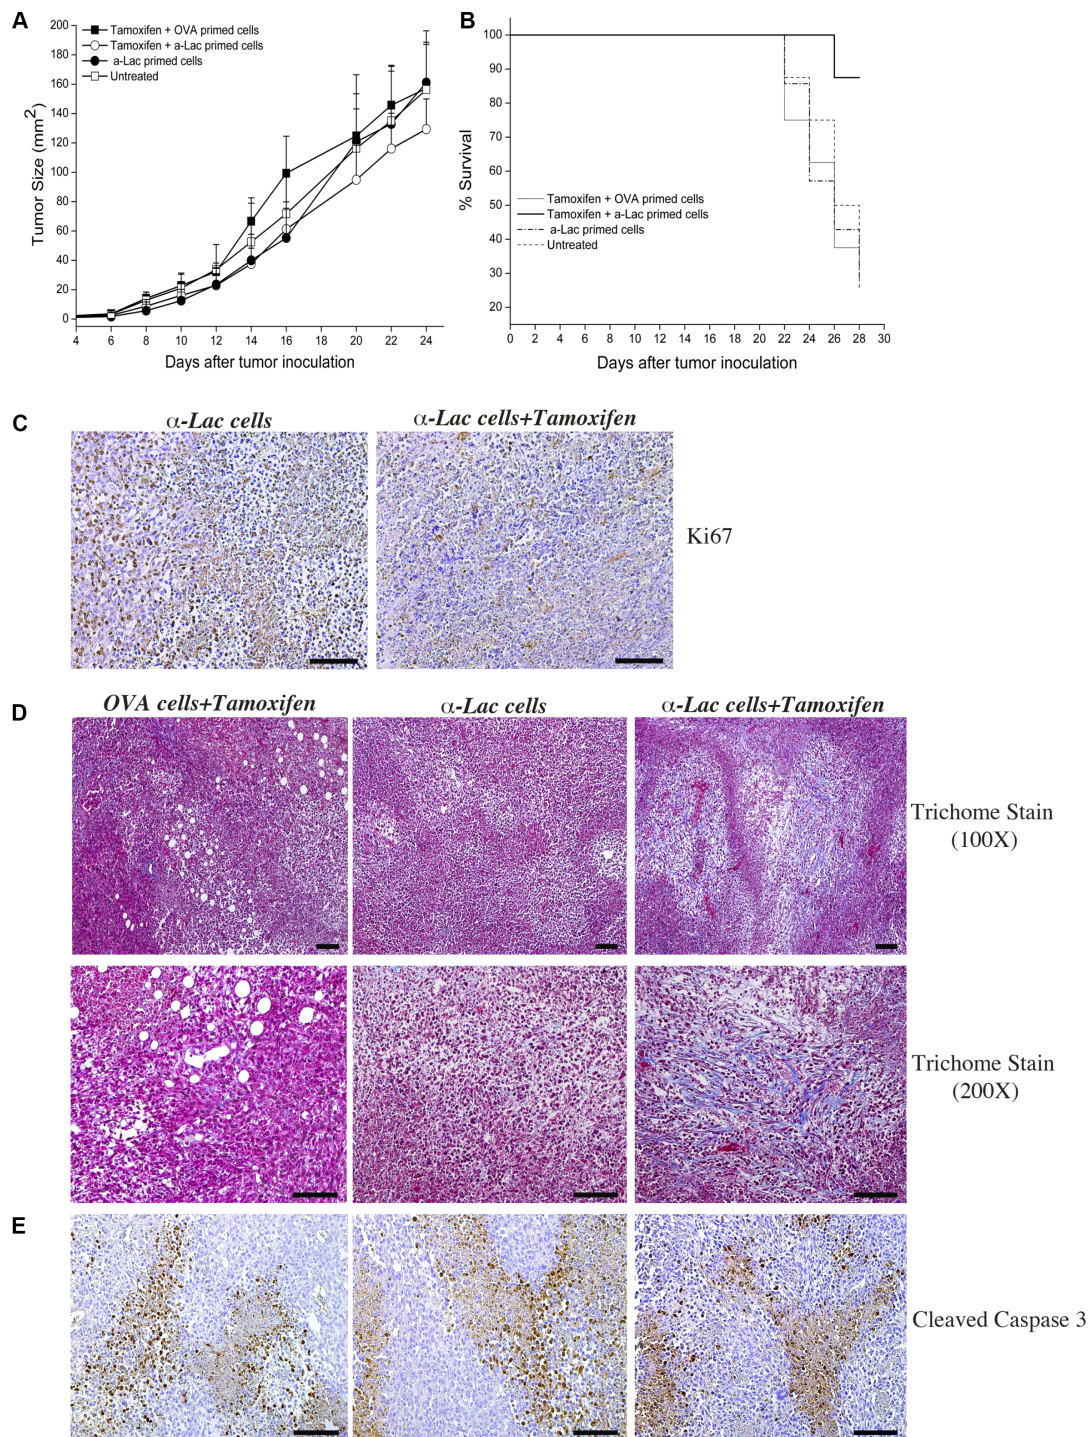 A
Tumor Size (mm2)
200
180
160
140
120
100
80
60
40
20
0
Tamoxifen + OVA primed cells
Tamoxifen + a-Lac primed cells
a-Lac primed cells
Untreated
4 6 8 10 12 14 16 18 20 22 24
Days after tumor inoculation
B
% Survival
100
90
80
70
60
50
40
30
20
Tamoxifen + OVA primed cells
Tamoxifen + a-Lac primed cells
a-Lac primed cells
Untreated
0 2 4 6 8 10 12 14 16 18 20 22 24 26 28 30
Days after tumor inoculation
C
α-Lac cells
α-Lac cells+Tamoxifen
Ki67
D
OVA cells+Tamoxifen
α-Lac cells
α-Lac cells+Tamoxifen
Trichome Stain
(100X)
Trichome Stain
(200X)
E
Cleaved Caspase 3